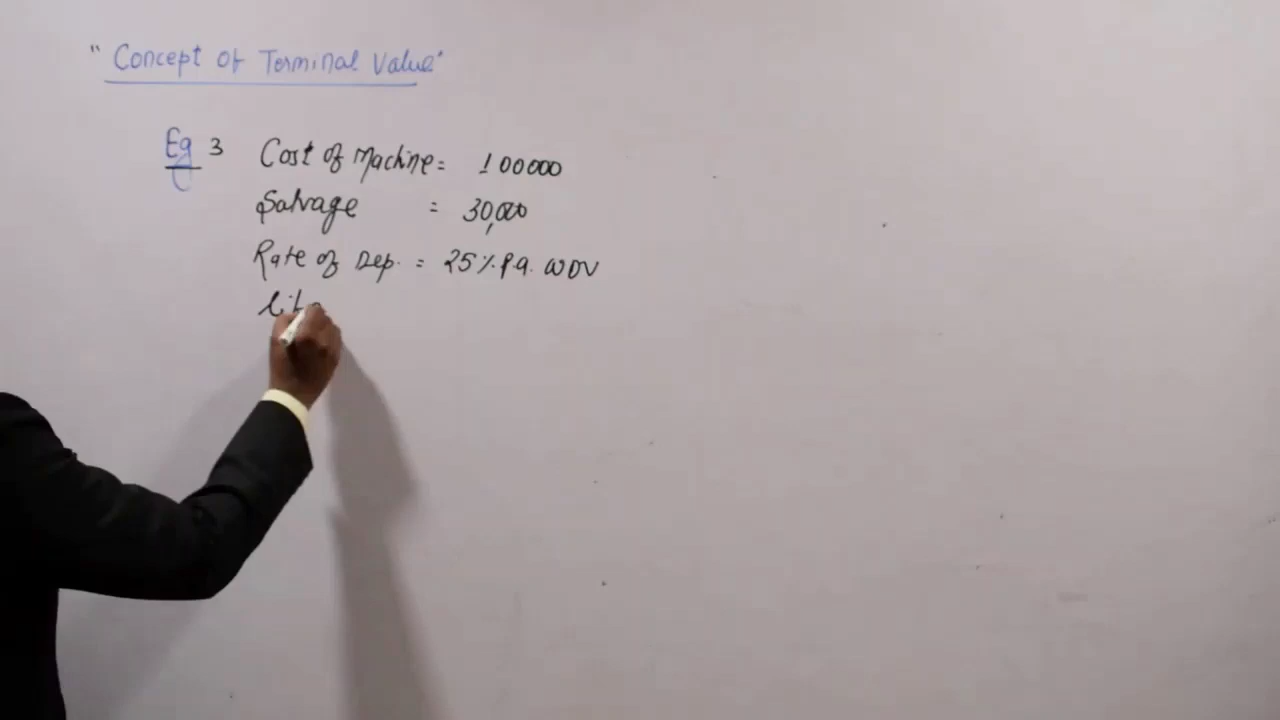 "Concept of Terminal Value"
Eg 3 Cost of Machine = 100000
Salvage = 30,000
Rate of Dep. = 25%.p.a. WDV